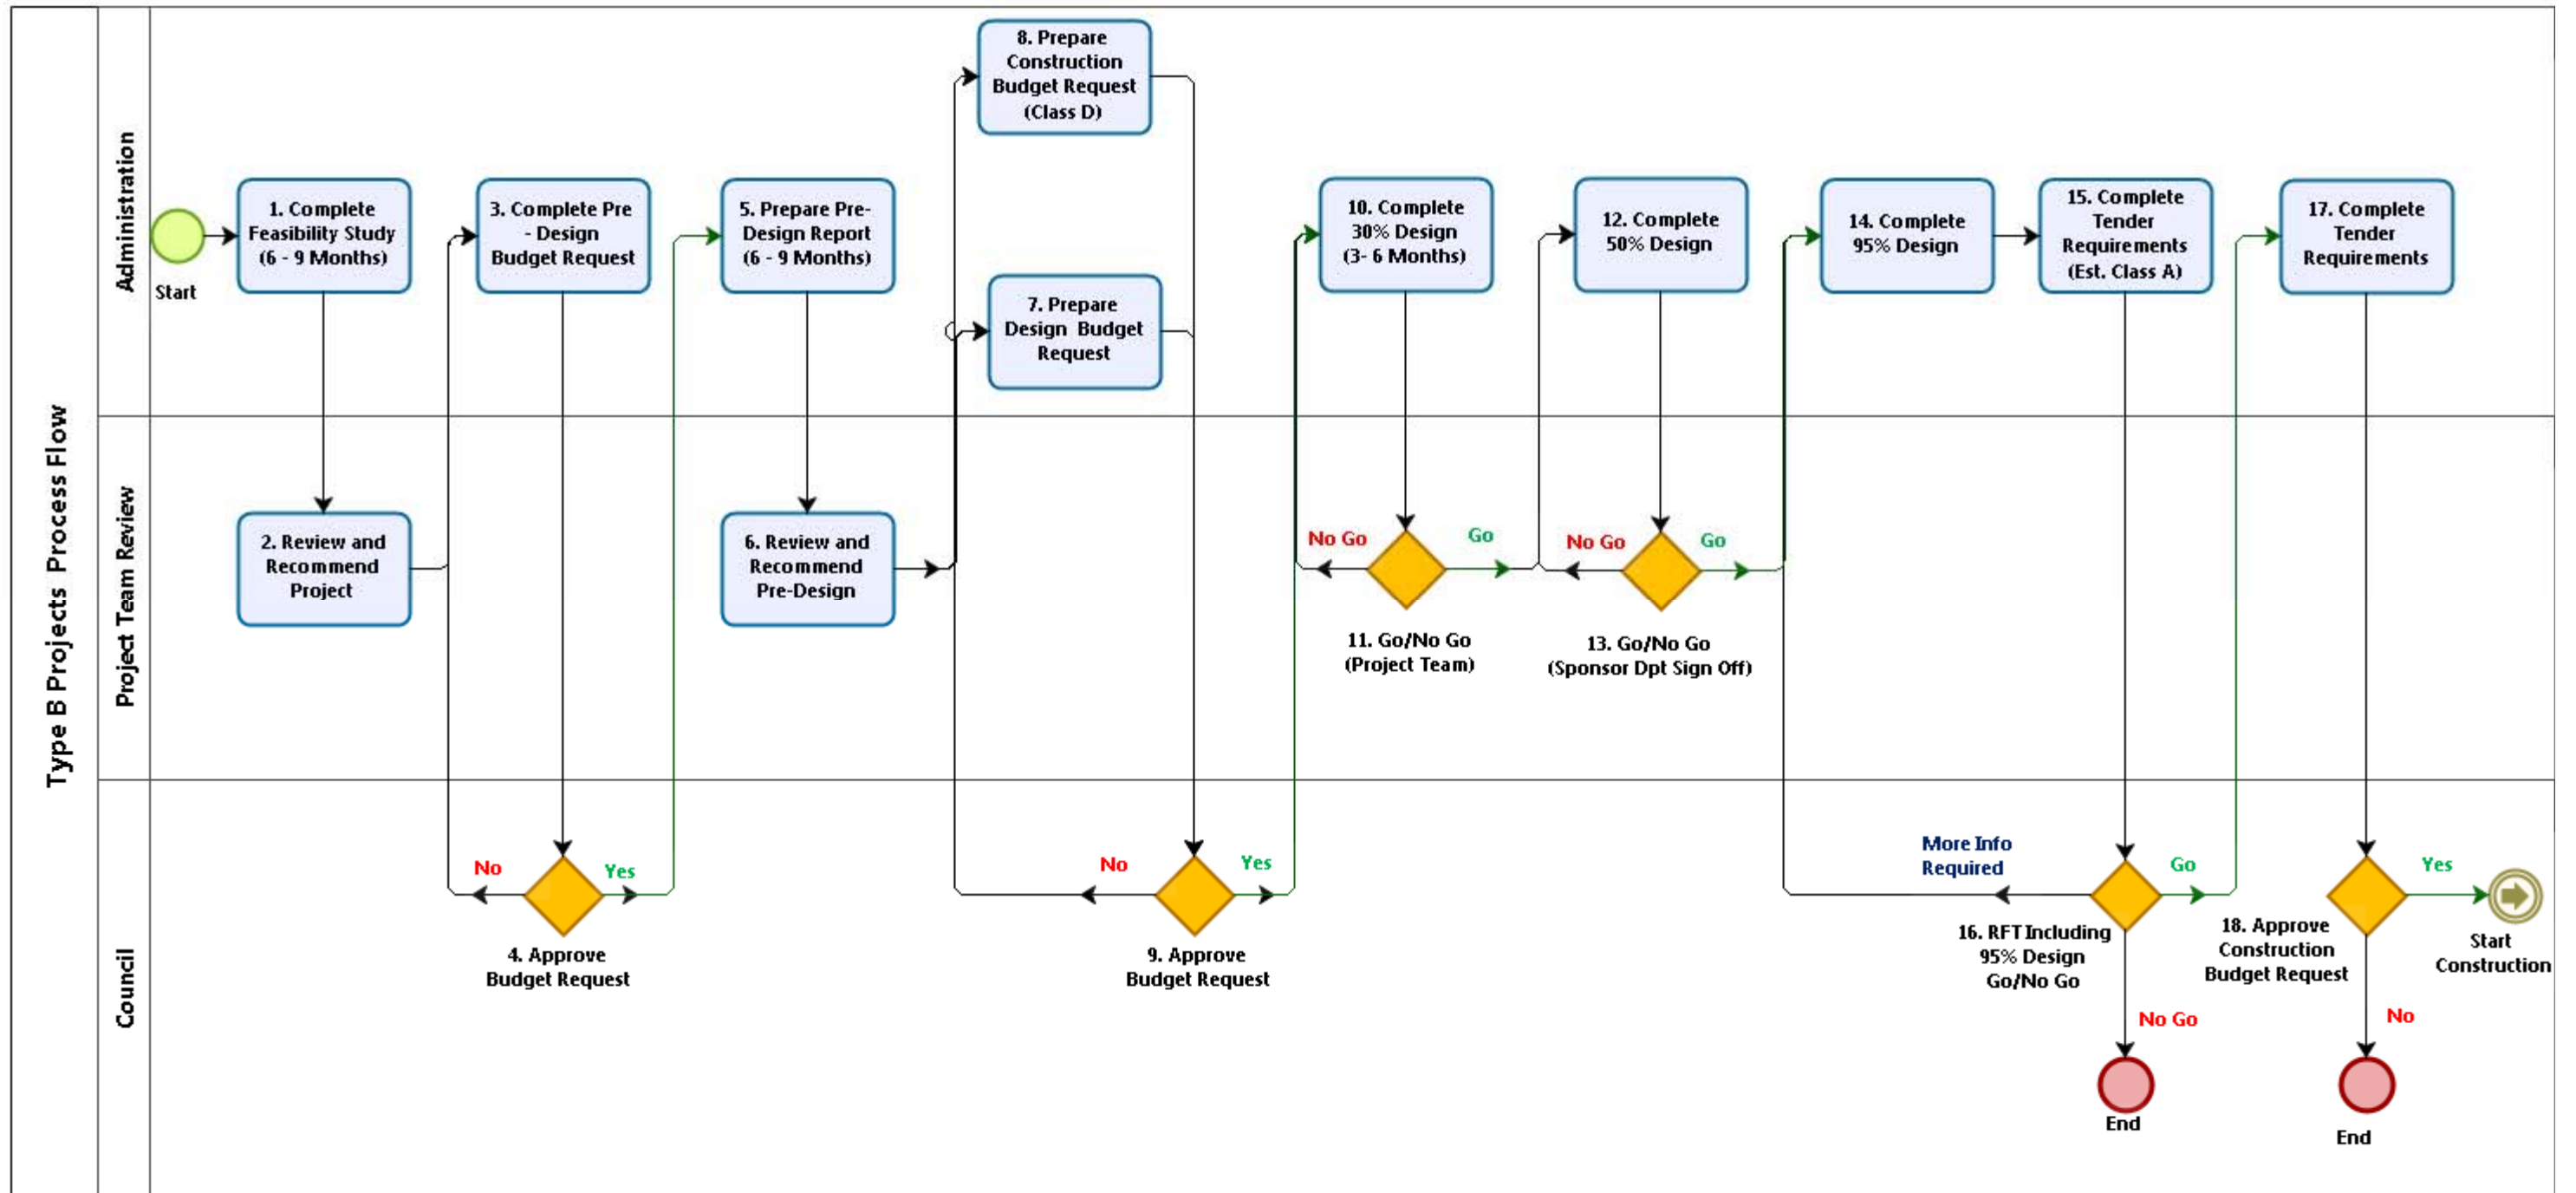 Type B Projects Process Flow
Administration
Project Team Review
Council
Start
1. Complete
Feasibility Study
(6 - 9 Months)
2. Review and
Recommend
Project
3. Complete Pre
- Design
Budget Request
No
Yes
4. Approve
Budget Request
5. Prepare Pre-
Design Report
(6 - 9 Months)
6. Review and
Recommend
Pre-Design
8. Prepare
Construction
Budget Request
(Class D)
7. Prepare
Design Budget
Request
No
Yes
9. Approve
Budget Request
10. Complete
30% Design
(3- 6 Months)
No Go
Go
11. Go/No Go
(Project Team)
12. Complete
50% Design
No Go
Go
13. Go/No Go
(Sponsor Dpt Sign Off)
14. Complete
95% Design
15. Complete
Tender
Requirements
(Est. Class A)
More Info
Required
Go
16. RFT Including
95% Design
Go/No Go
No Go
End
17. Complete
Tender
Requirements
18. Approve
Construction
Budget Request
Yes
Start
Construction
No
End